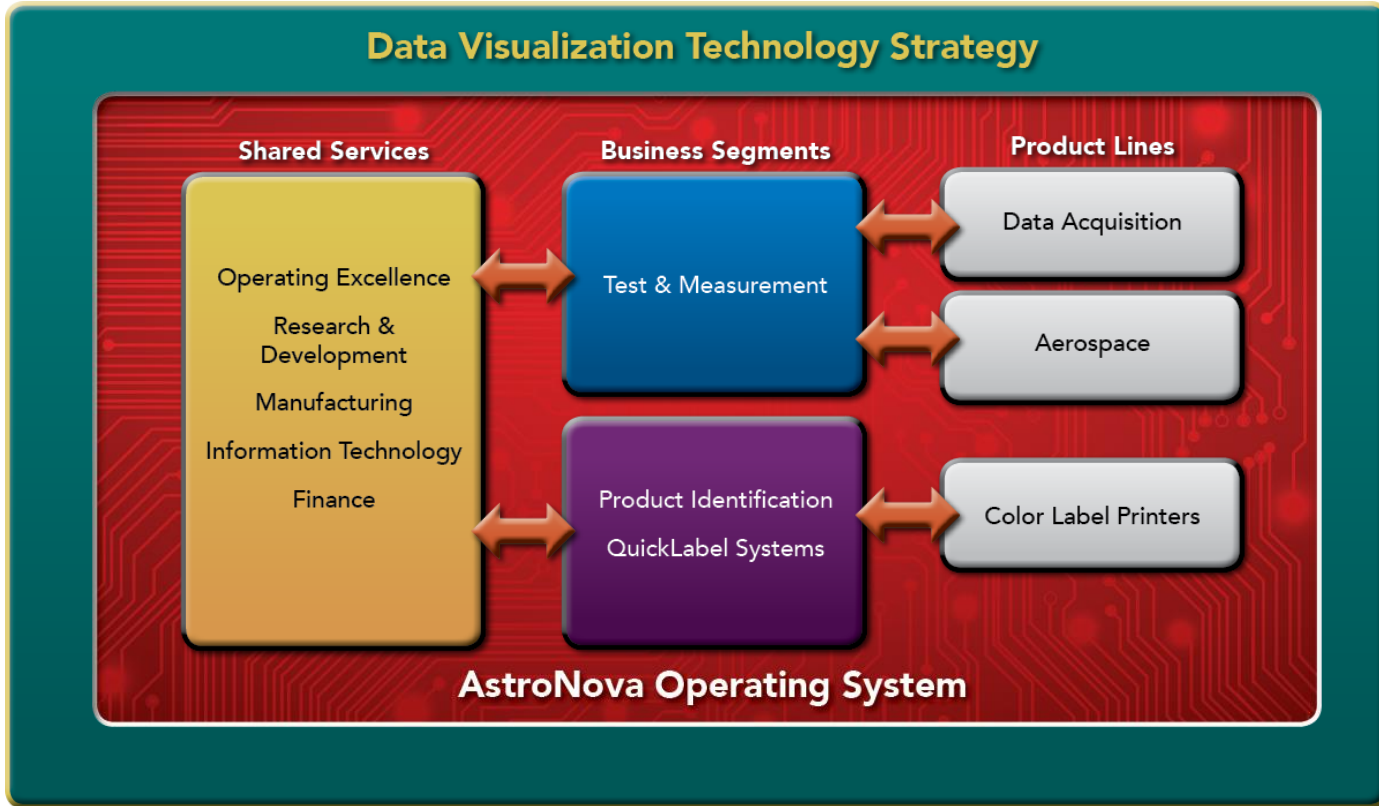 Data Visualization Technology Strategy
Shared Services
Operating Excellence
Research &
Development
Manufacturing
Information Technology
Finance
Business Segments
Test & Measurement
Product Identification
QuickLabel Systems
Product Lines
Data Acquisition
Aerospace
Color Label Printers
AstroNova Operating System